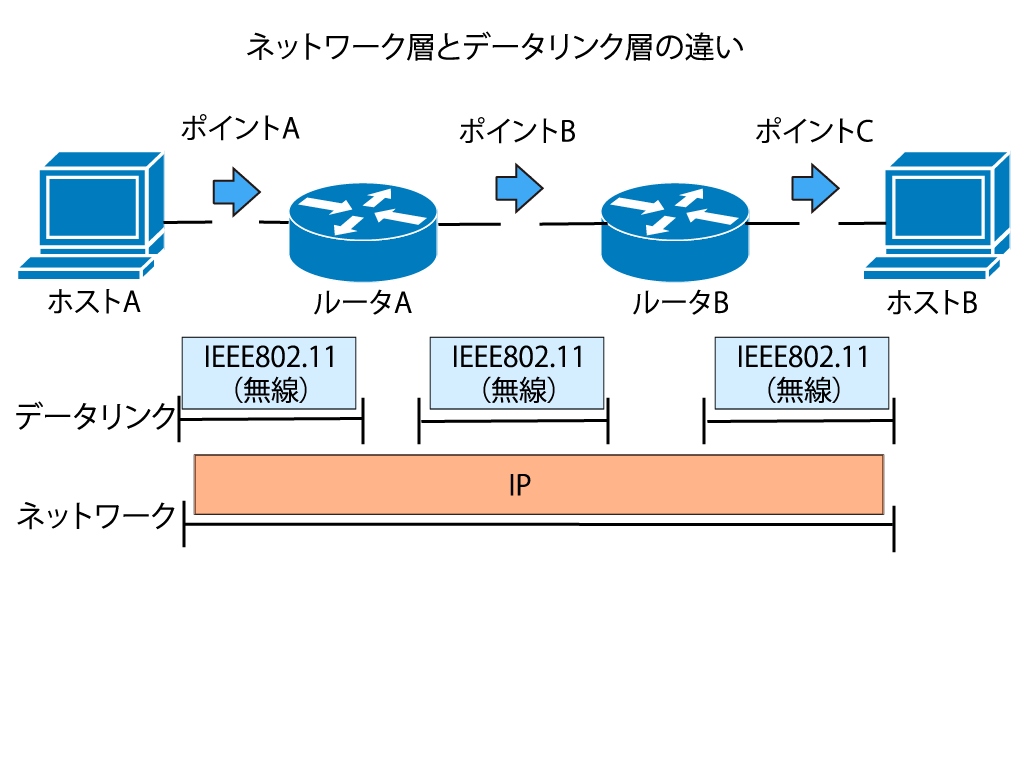 ネットワーク層とデータリンク層の違い
ポイントA
ポイントB
ポイントC
ホストA
ルータA
ルータB
ホストB
IEEE802.11
（無線）
IEEE802.11
（無線）
IEEE802.11
（無線）
データリンク
IP
ネットワーク